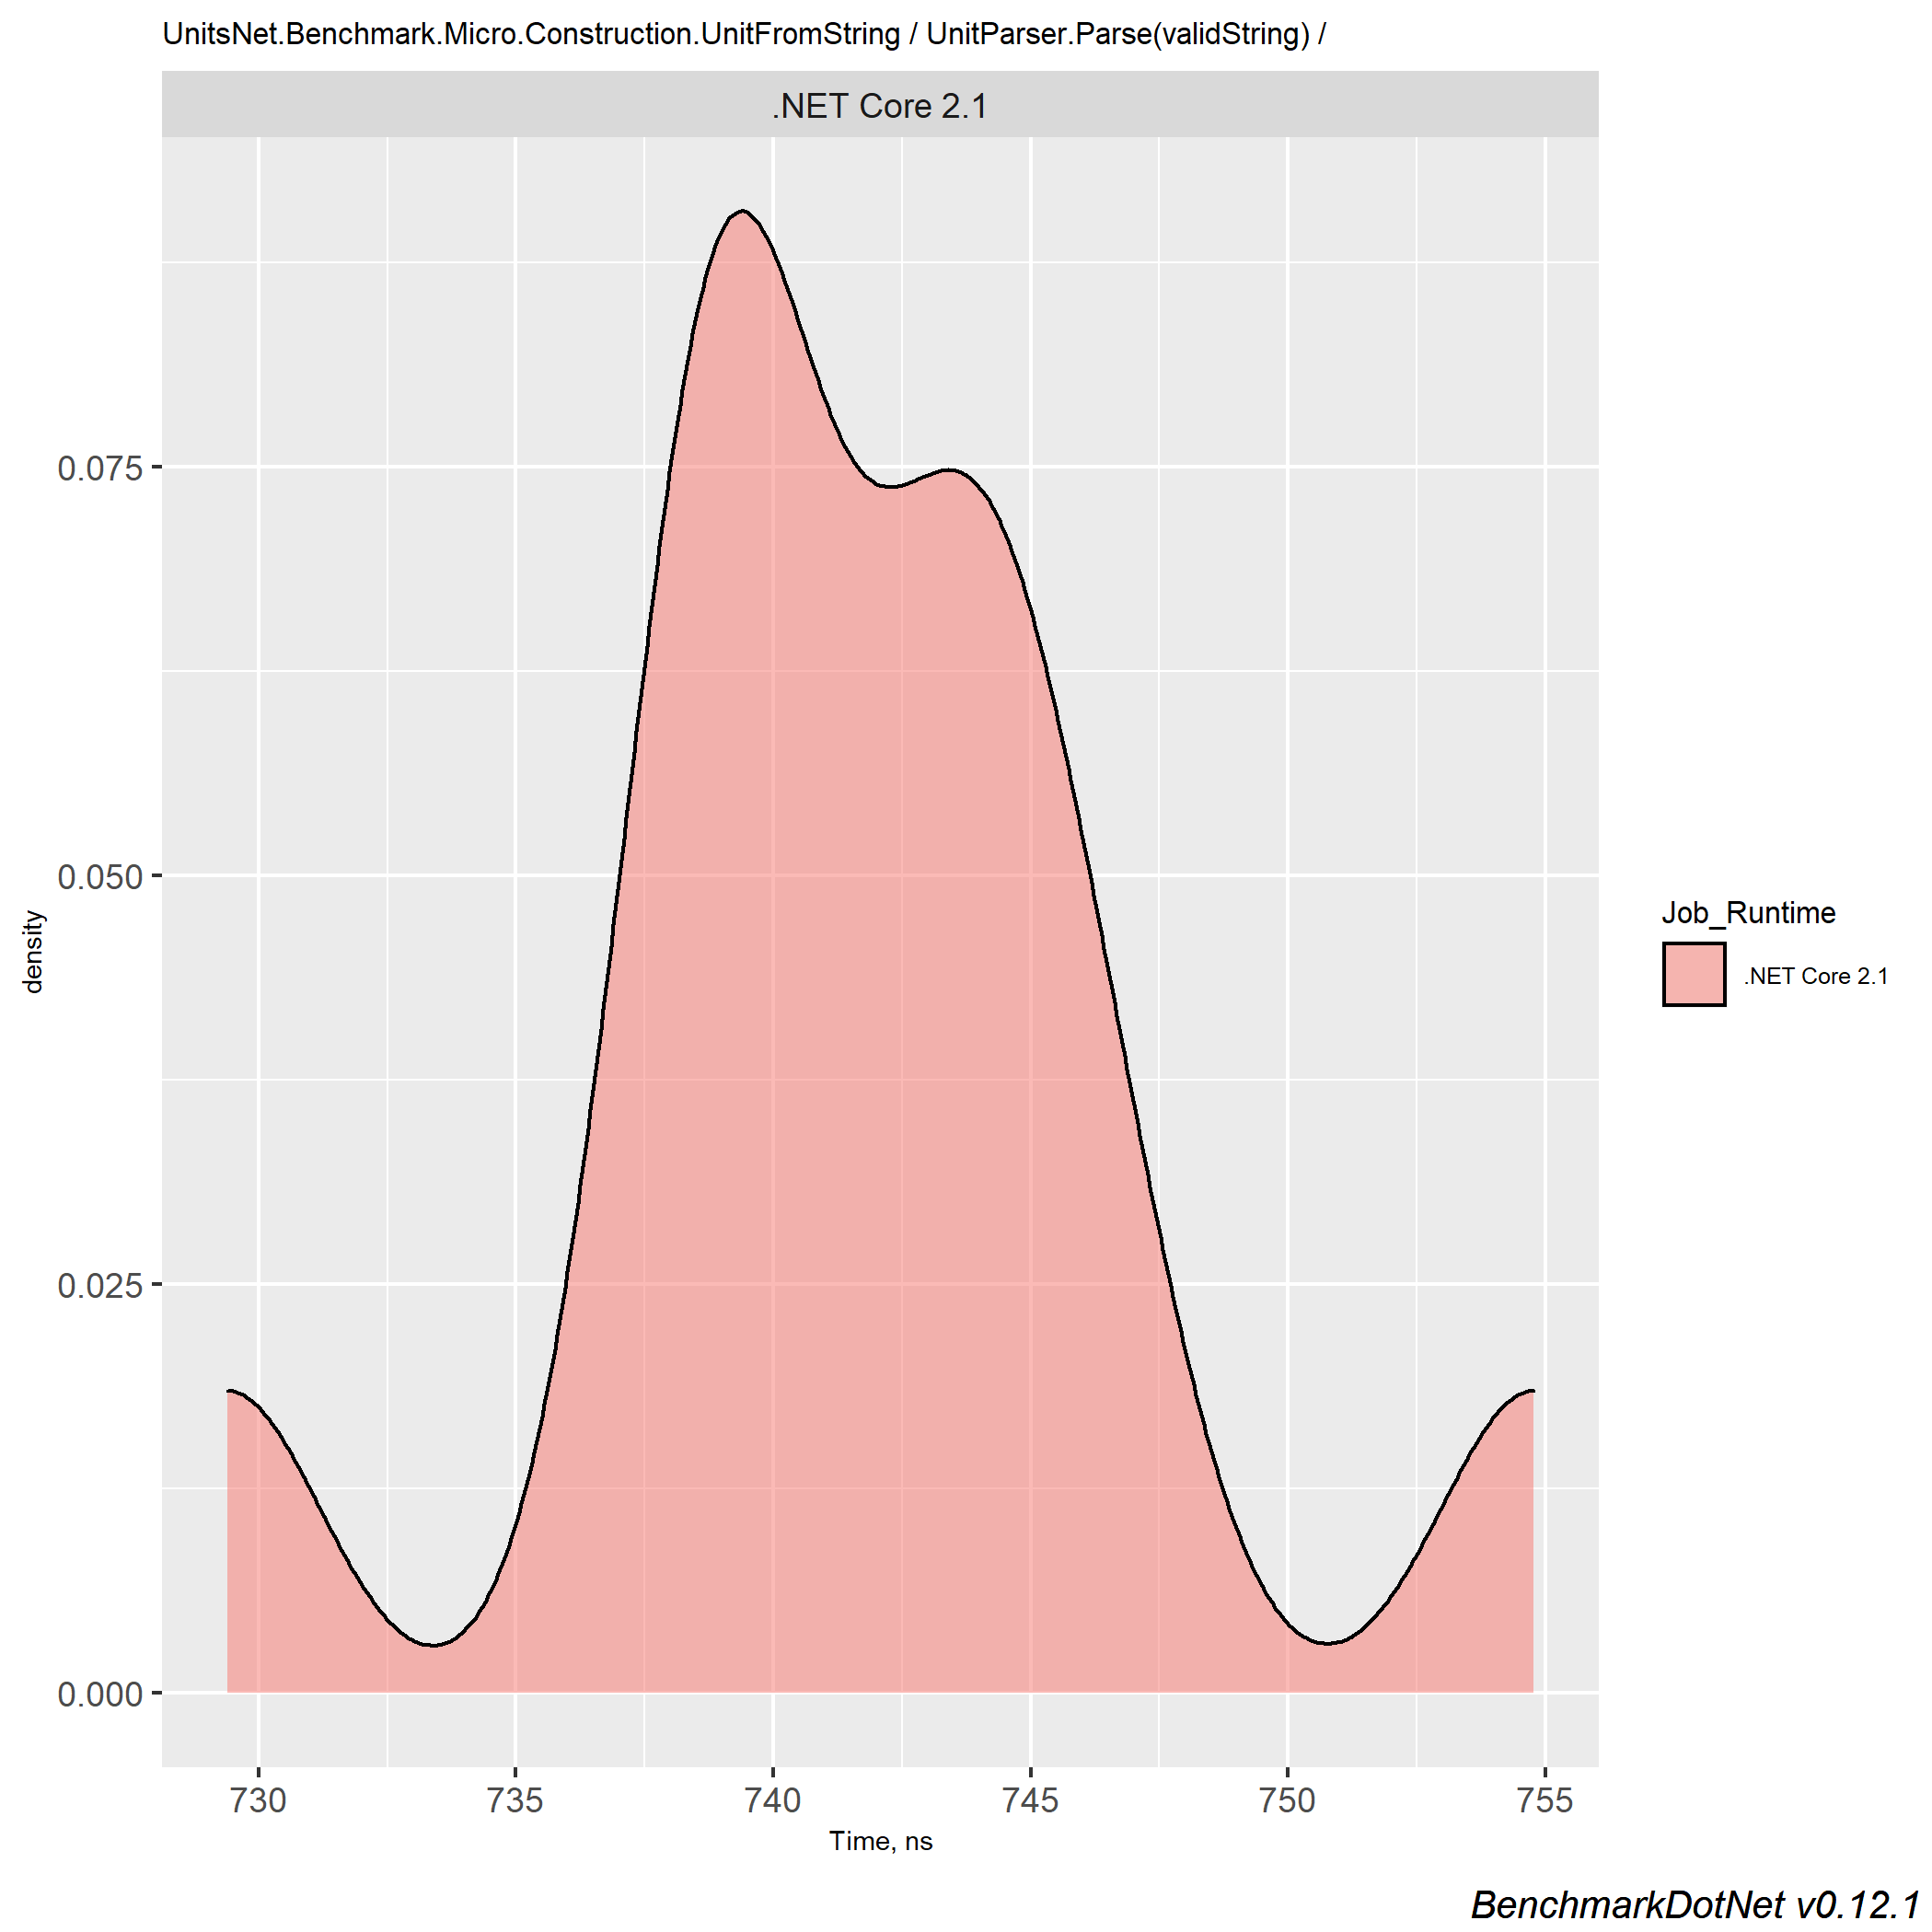 UnitsNet.Benchmark.Micro.Construction.UnitFromString / UnitParser.Parse(validString) /
.NET Core 2.1
0.075
0.050
0.025
0.000
density
730 735 740 745 750 755
Time, ns
Job_Runtime
.NET Core 2.1
BenchmarkDotNet v0.12.1